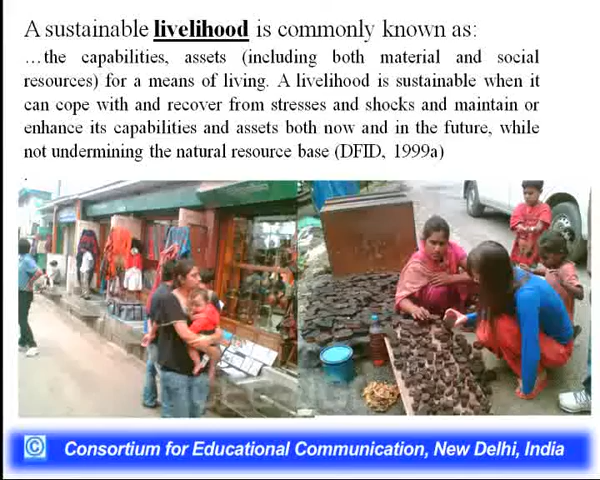 A sustainable livelihood is commonly known as:
…the capabilities, assets (including both material and social
resources) for a means of living. A livelihood is sustainable when it
can cope with and recover from stresses and shocks and maintain or
enhance its capabilities and assets both now and in the future, while
not undermining the natural resource base (DFID, 1999a)
.
© Consortium for Educational Communication, New Delhi, India